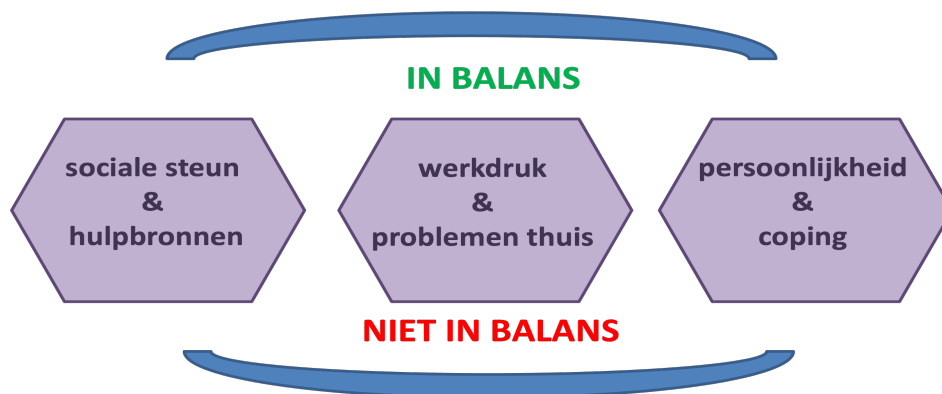 IN BALANS
sociale steun
&
hulpbronnen
werkdruk
&
problemen thuis
persoonlijkheid
&
coping
NIET IN BALANS